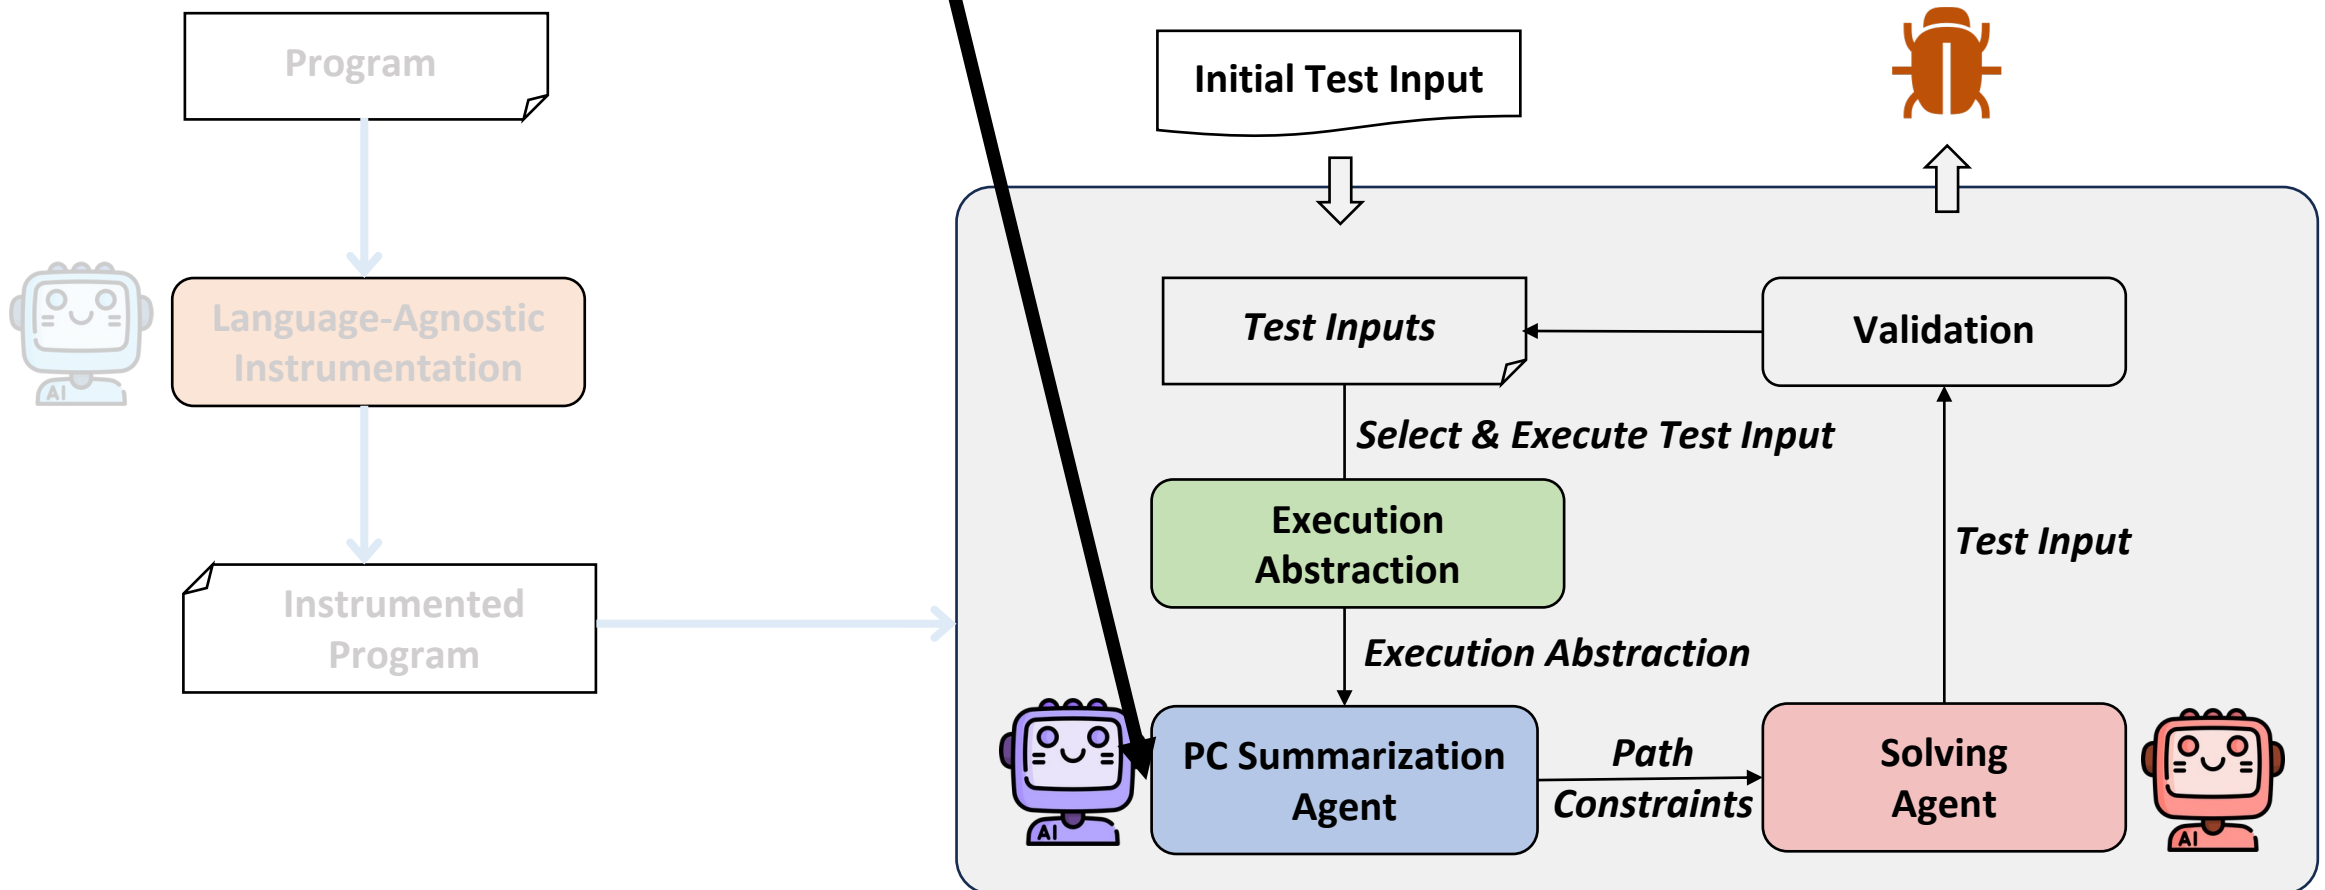 Program
Initial Test Input
Language-Agnostic
Instrumentation
AI
Test Inputs
Validation
Select & Execute Test Input
Execution
Abstraction
Test Input
Instrumented
Program
Execution Abstraction
AI
PC Summarization
Agent
Path
Constraints
Solving
Agent
AI